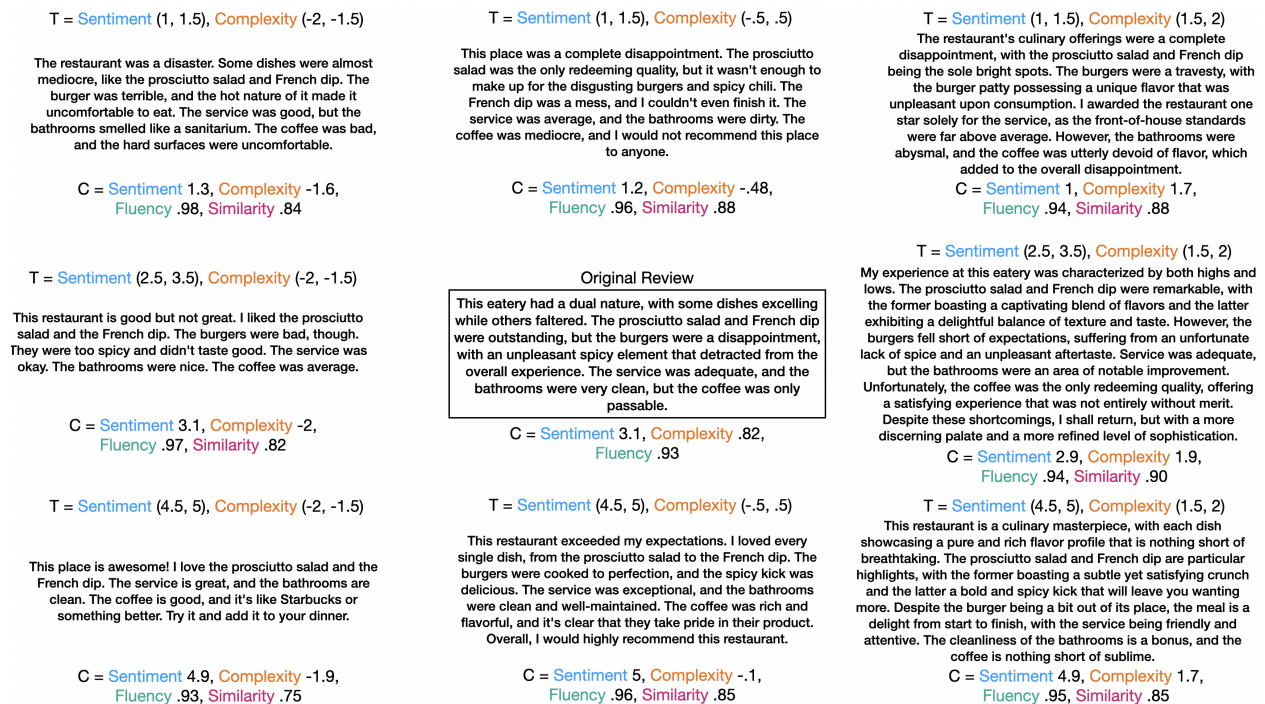 T = Sentiment (1, 1.5), Complexity (-2, -1.5)
The restaurant was a disaster. Some dishes were almost
mediocre, like the prosciutto salad and French dip. The
burger was terrible, and the hot nature of it made it
uncomfortable to eat. The service was good, but the
bathrooms smelled like a sanitarium. The coffee was bad,
and the hard surfaces were uncomfortable.
C = Sentiment 1.3, Complexity -1.6,
Fluency .98, Similarity .84
T = Sentiment (1, 1.5), Complexity (-.5, .5)
This place was a complete disappointment. The prosciutto
salad was the only redeeming quality, but it wasn't enough to
make up for the disgusting burgers and spicy chili. The
French dip was a mess, and I couldn't even finish it. The
service was average, and the bathrooms were dirty. The
coffee was mediocre, and I would not recommend this place
to anyone.
C = Sentiment 1.2, Complexity -.48,
Fluency .96, Similarity .88
T = Sentiment (1, 1.5), Complexity (1.5, 2)
The restaurant's culinary offerings were a complete
disappointment, with the prosciutto salad and French dip
being the sole bright spots. The burgers were a travesty, with
the burger patty possessing a unique flavor that was
unpleasant upon consumption. I awarded the restaurant one
star solely for the service, as the front-of-house standards
were far above average. However, the bathrooms were
abysmal, and the coffee was utterly devoid of flavor, which
added to the overall disappointment.
C = Sentiment 1, Complexity 1.7,
Fluency .94, Similarity .88
T = Sentiment (2.5, 3.5), Complexity (-2, -1.5)
This restaurant is good but not great. I liked the prosciutto
salad and the French dip. The burgers were bad, though.
They were too spicy and didn't taste good. The service was
okay. The bathrooms were nice. The coffee was average.
C = Sentiment 3.1, Complexity -2,
Fluency .97, Similarity .82
Original Review
This eatery had a dual nature, with some dishes excelling
while others faltered. The prosciutto salad and French dip
were outstanding, but the burgers were a disappointment,
with an unpleasant spicy element that detracted from the
overall experience. The service was adequate, and the
bathrooms were very clean, but the coffee was only
passable.
C = Sentiment 3.1, Complexity .82,
Fluency .93
T = Sentiment (2.5, 3.5), Complexity (1.5, 2)
My experience at this eatery was characterized by both highs and
lows. The prosciutto salad and French dip were remarkable, with
the former boasting a captivating blend of flavors and the latter
exhibiting a delightful balance of texture and taste. However, the
burgers fell short of expectations, suffering from an unfortunate
lack of spice and an unpleasant aftertaste. Service was adequate,
but the bathrooms were an area of notable improvement.
Unfortunately, the coffee was the only redeeming quality, offering
a satisfying experience that was not entirely without merit.
Despite these shortcomings, I shall return, but with a more
discerning palate and a more refined level of sophistication.
C = Sentiment 2.9, Complexity 1.9,
Fluency .94, Similarity .90
T = Sentiment (4.5, 5), Complexity (-2, -1.5)
This place is awesome! I love the prosciutto salad and the
French dip. The service is great, and the bathrooms are
clean. The coffee is good, and it's like Starbucks or
something better. Try it and add it to your dinner.
C = Sentiment 4.9, Complexity -1.9,
Fluency .93, Similarity .75
T = Sentiment (4.5, 5), Complexity (-.5, .5)
This restaurant exceeded my expectations. I loved every
single dish, from the prosciutto salad to the French dip. The
burgers were cooked to perfection, and the spicy kick was
delicious. The service was exceptional, and the bathrooms
were clean and well-maintained. The coffee was rich and
flavorful, and it's clear that they take pride in their product.
Overall, I would highly recommend this restaurant.
C = Sentiment 5, Complexity -.1,
Fluency .96, Similarity .85
T = Sentiment (4.5, 5), Complexity (1.5, 2)
This restaurant is a culinary masterpiece, with each dish
showcasing a pure and rich flavor profile that is nothing short of
breathtaking. The prosciutto salad and French dip are particular
highlights, with the former boasting a subtle yet satisfying crunch
and the latter a bold and spicy kick that will leave you wanting
more. Despite the burger being a bit out of its place, the meal is a
delight from start to finish, with the service being friendly and
attentive. The cleanliness of the bathrooms is a bonus, and the
coffee is nothing short of sublime.
C = Sentiment 4.9, Complexity 1.7,
Fluency .95, Similarity .85